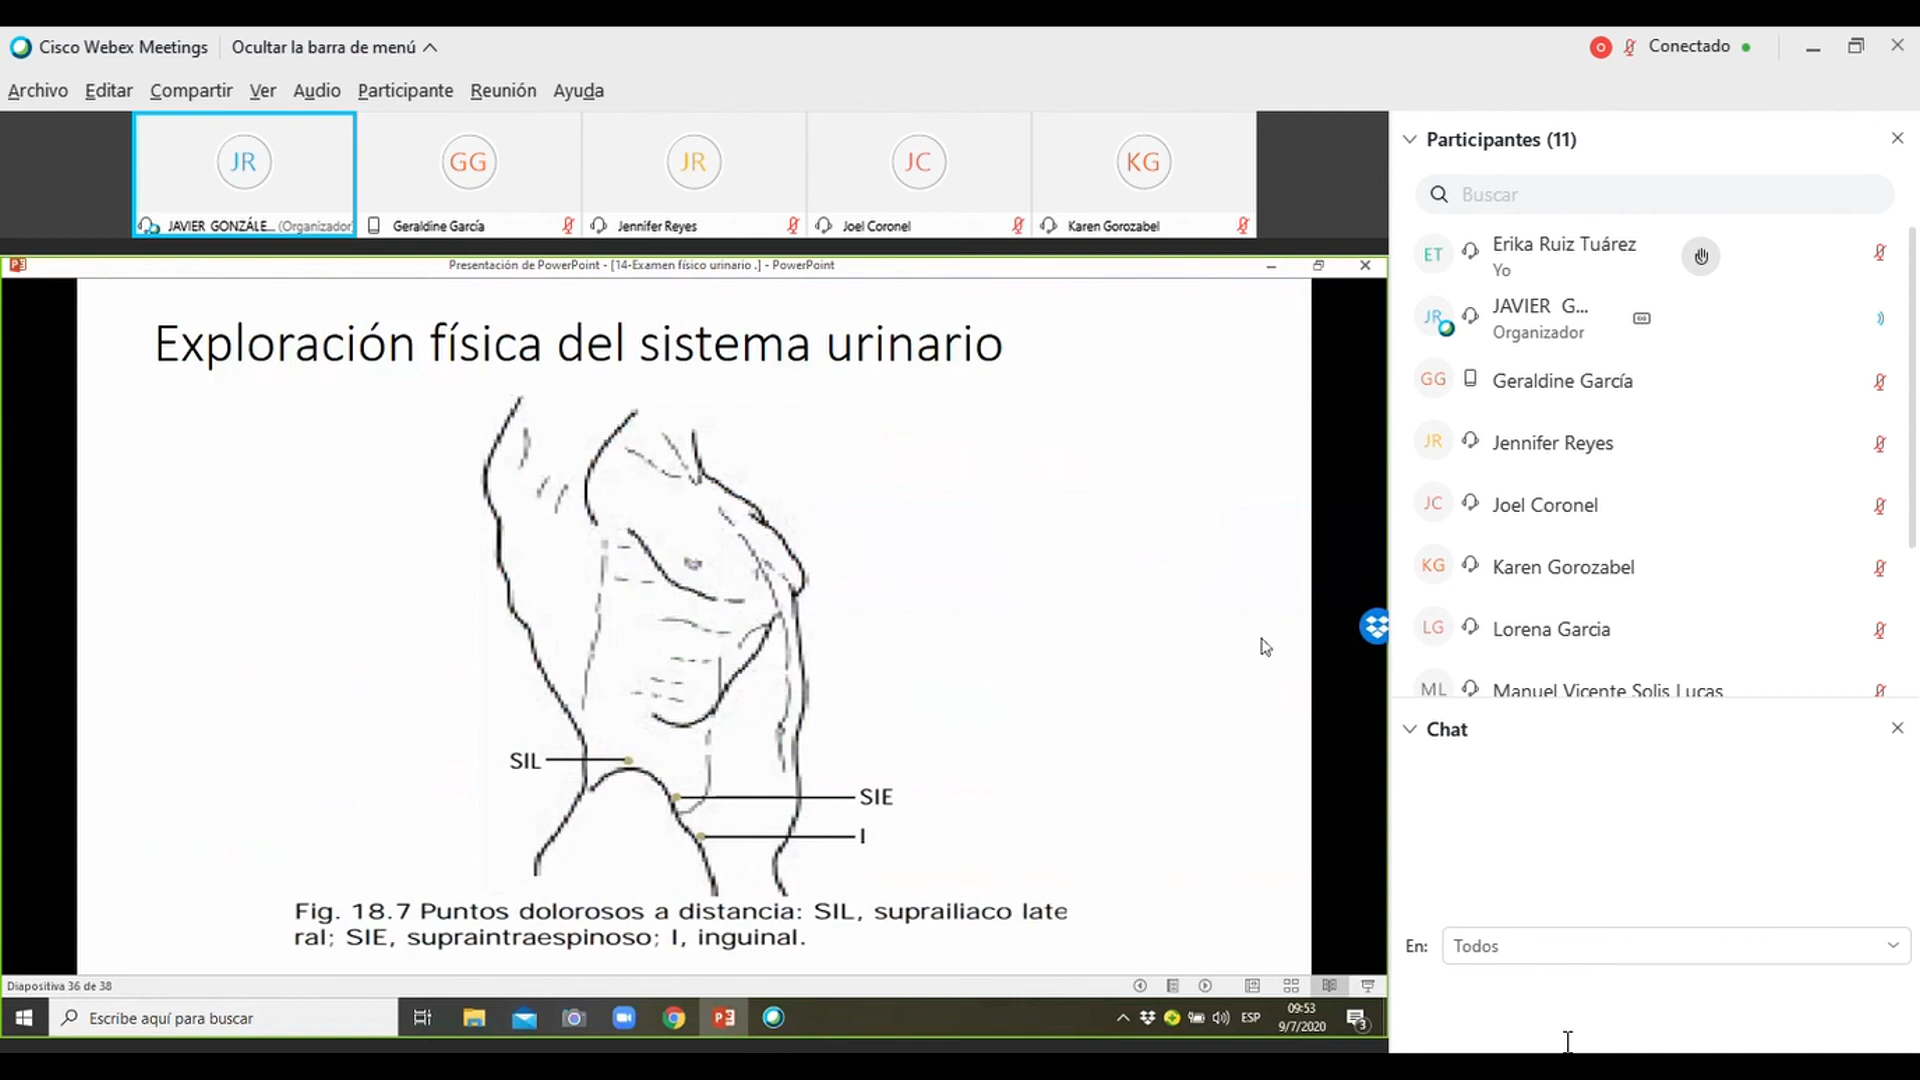 Cisco Webex Meetings
Ocultar la barra de menú
Conectado
Archivo Editar Compartir Ver Audio Participante Reunión Ayuda
JR
GG
JR
JC
KG
JAVIER GONZÁLE... (Organizador)
Geraldine García
Jennifer Reyes
Joel Coronel
Karen Gorozabel
Presentación de PowerPoint - [14-Examen físico urinario .] - PowerPoint
Exploración física del sistema urinario
SIL
SIE
I
Fig. 18.7 Puntos dolorosos a distancia: SIL, suprailiaco late
ral; SIE, supraintraespinoso; I, inguinal.
Diapositiva 36 de 38
Escribe aquí para buscar
ESP
09:53
9/7/2020
3
Participantes (11)
Buscar
ET
Erika Ruiz Tuárez
Yo
JR
JAVIER G...
Organizador
GG
Geraldine García
JR
Jennifer Reyes
JC
Joel Coronel
KG
Karen Gorozabel
LG
Lorena Garcia
ML
Manuel Vicente Solis Lucas
Chat
En:
Todos